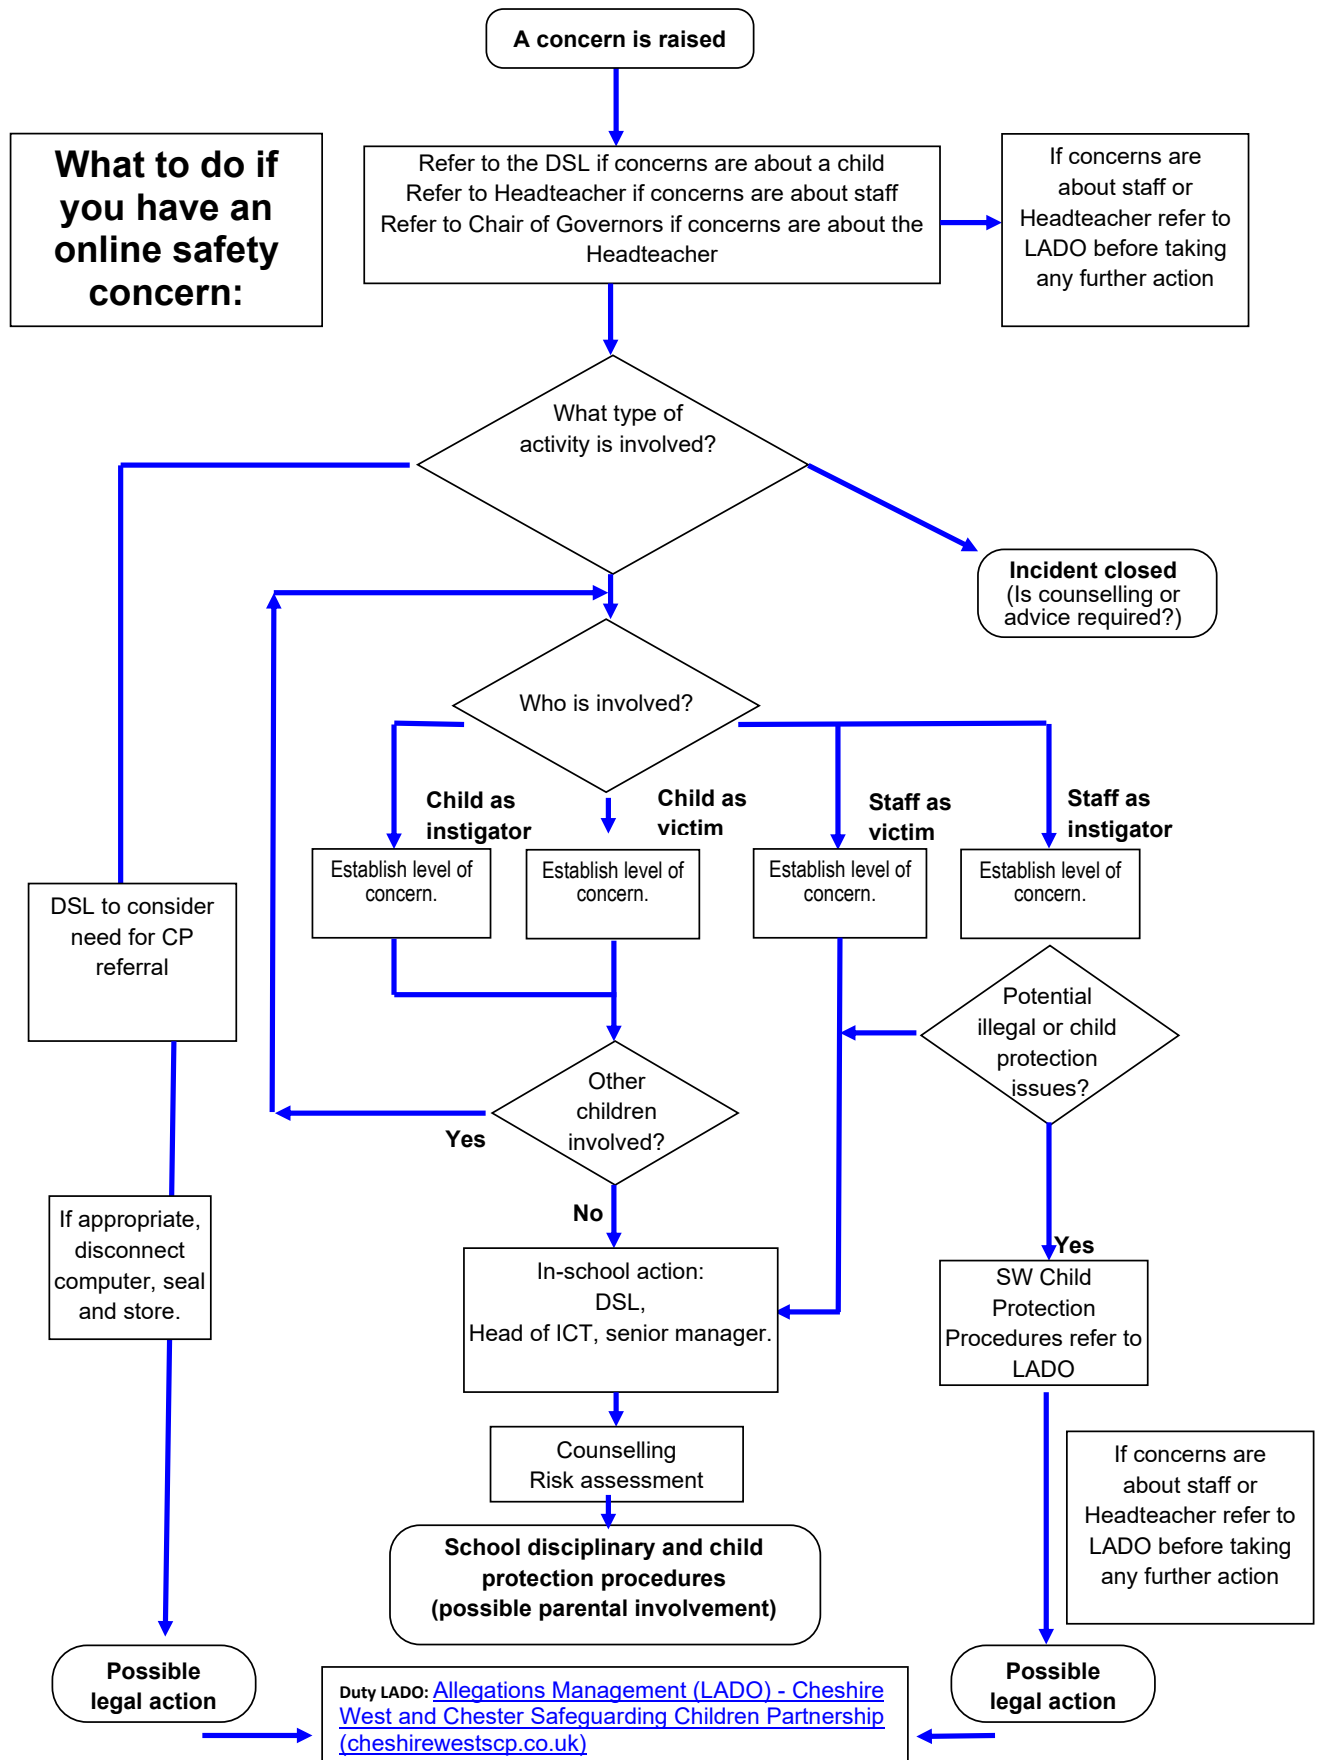 A concern is raised
What to do if
you have an
online safety
concern:
Refer to the DSL if concerns are about a child
Refer to Headteacher if concerns are about staff
Refer to Chair of Governors if concerns are about the
Headteacher
If concerns are
about staff or
Headteacher refer to
LADO before taking
any further action
What type of
activity is involved?
Incident closed
(Is counselling or
advice required?)
Who is involved?
Child as
instigator
Child as
victim
Staff as
victim
Staff as
instigator
Establish level of
concern.
Establish level of
concern.
Establish level of
concern.
Establish level of
concern.
DSL to consider
need for CP
referral
Potential
illegal or child
protection
issues?
Other
children
involved?
Yes
No
If appropriate,
disconnect
computer, seal
and store.
In-school action:
DSL,
Head of ICT, senior manager.
Yes
SW Child
Protection
Procedures refer to
LADO
Counselling
Risk assessment
If concerns are
about staff or
Headteacher refer to
LADO before taking
any further action
School disciplinary and child
protection procedures
(possible parental involvement)
Possible
legal action
Possible
legal action
Duty LADO: Allegations Management (LADO) - Cheshire
West and Chester Safeguarding Children Partnership
(cheshirewestscp.co.uk)